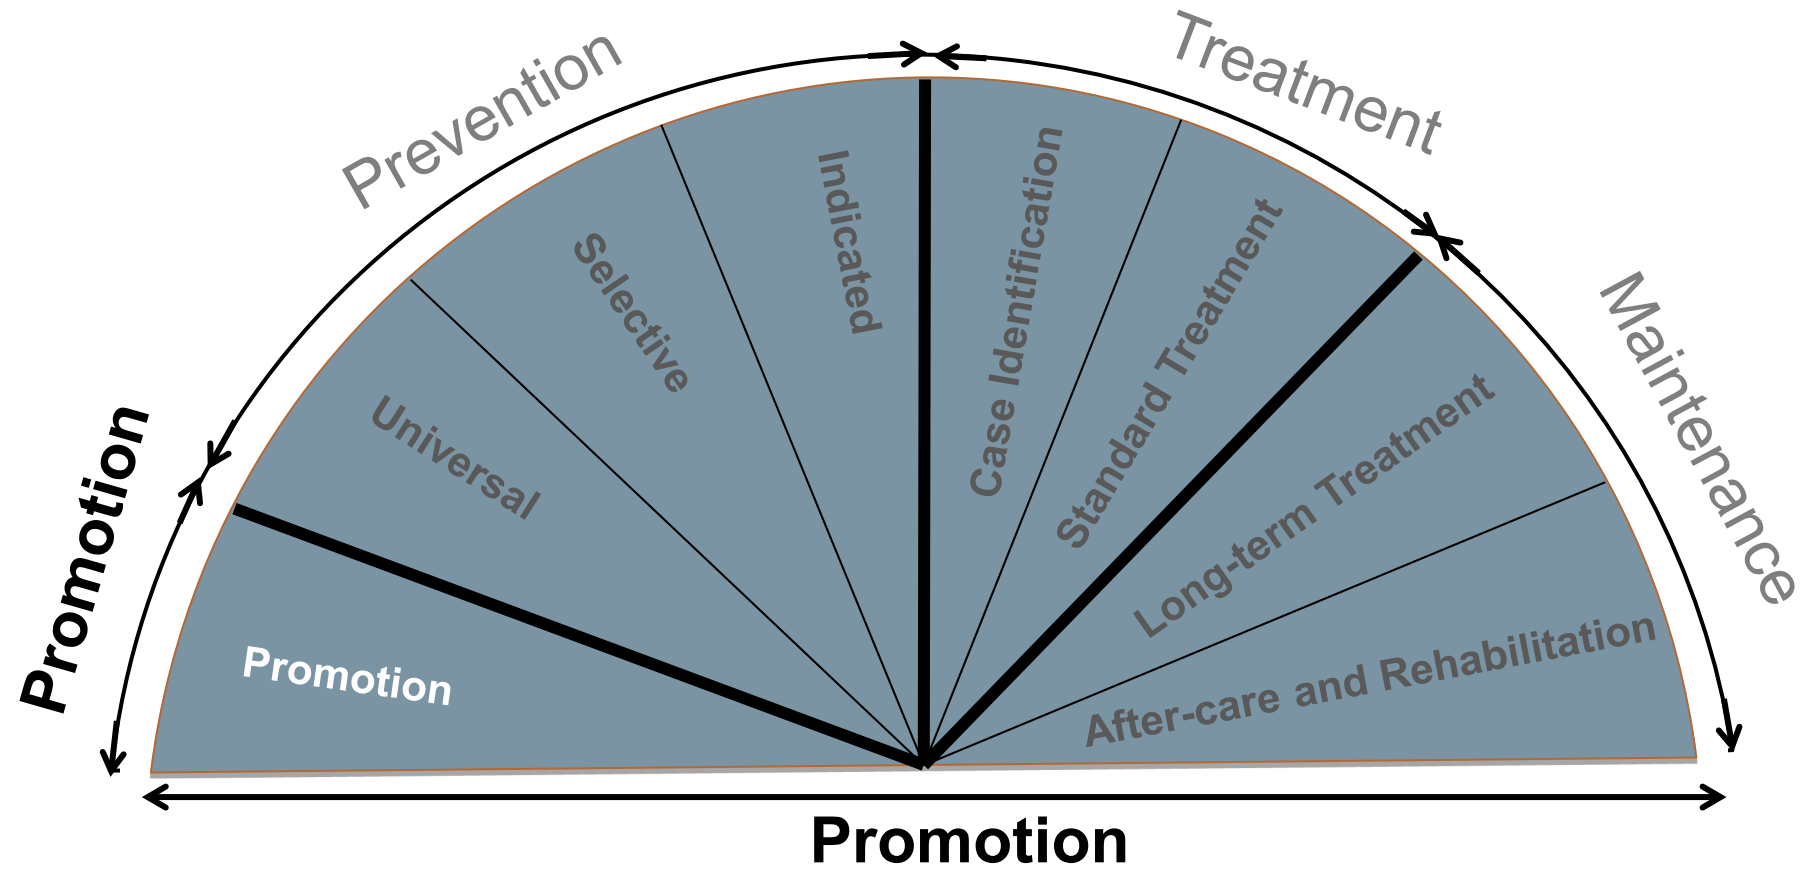 Prevention
Treatment
Maintenance
Promotion
Promotion
Universal
Selective
Indicated
Case Identification
Standard Treatment
Long-term Treatment
After-care and Rehabilitation
Promotion